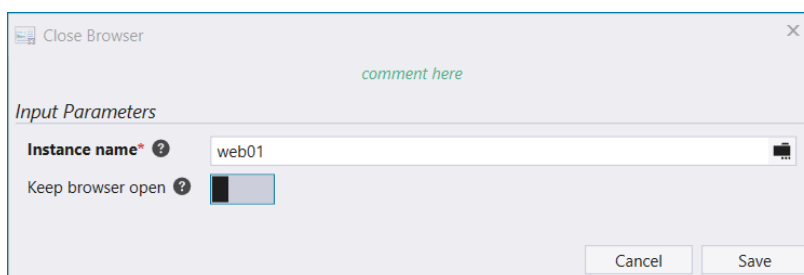 Close Browser
comment here
Input Parameters
Instance name* ?
web01
Keep browser open ?
Cancel
Save